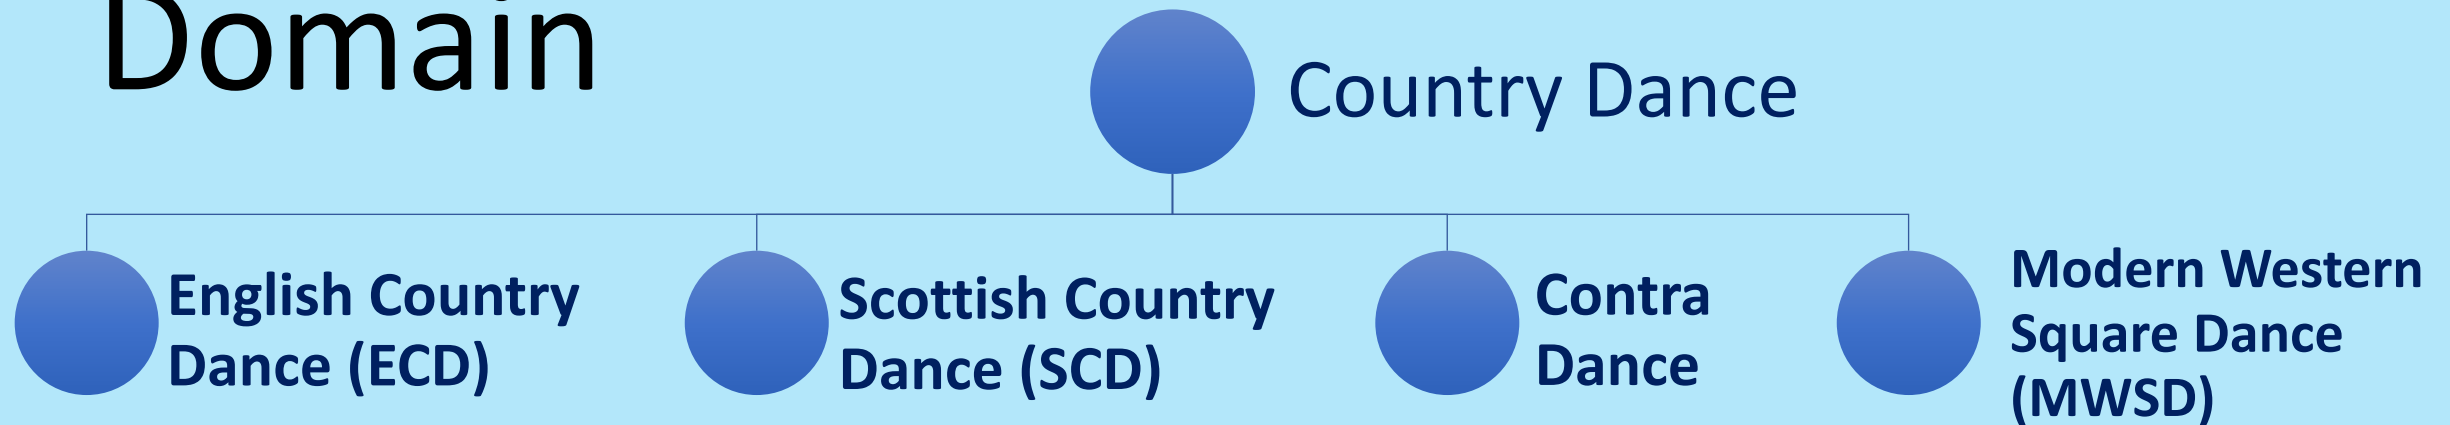 Domain
Country Dance
English Country
Dance (ECD)
Scottish Country
Dance (SCD)
Contra
Dance
Modern Western
Square Dance
(MWSD)